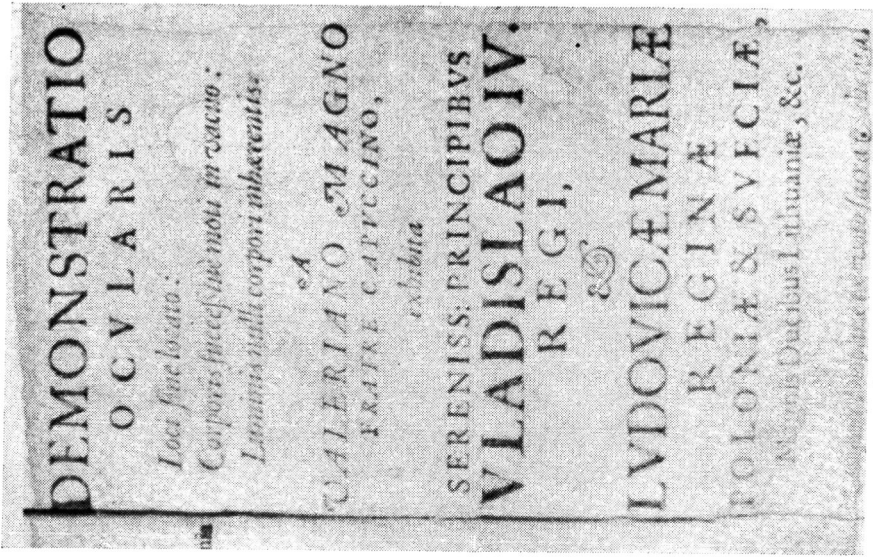 DEMONSTRATIO
OCVLARIS
Loci sine locato:
Corporis successiuè moti in vacuo:
Luminis nulli corpori inhærentis:
A
VALERIANO MAGNO
FRATRE CAPVCCINO,
exhibita
SERENISS: PRINCIPIBVS
VLADISLAO IV.
REGI,
&
LVDOVICÆ MARIÆ
REGINÆ
POLONIÆ & SVECIÆ,
Magnis Ducibus Lithuaniæ, &c.